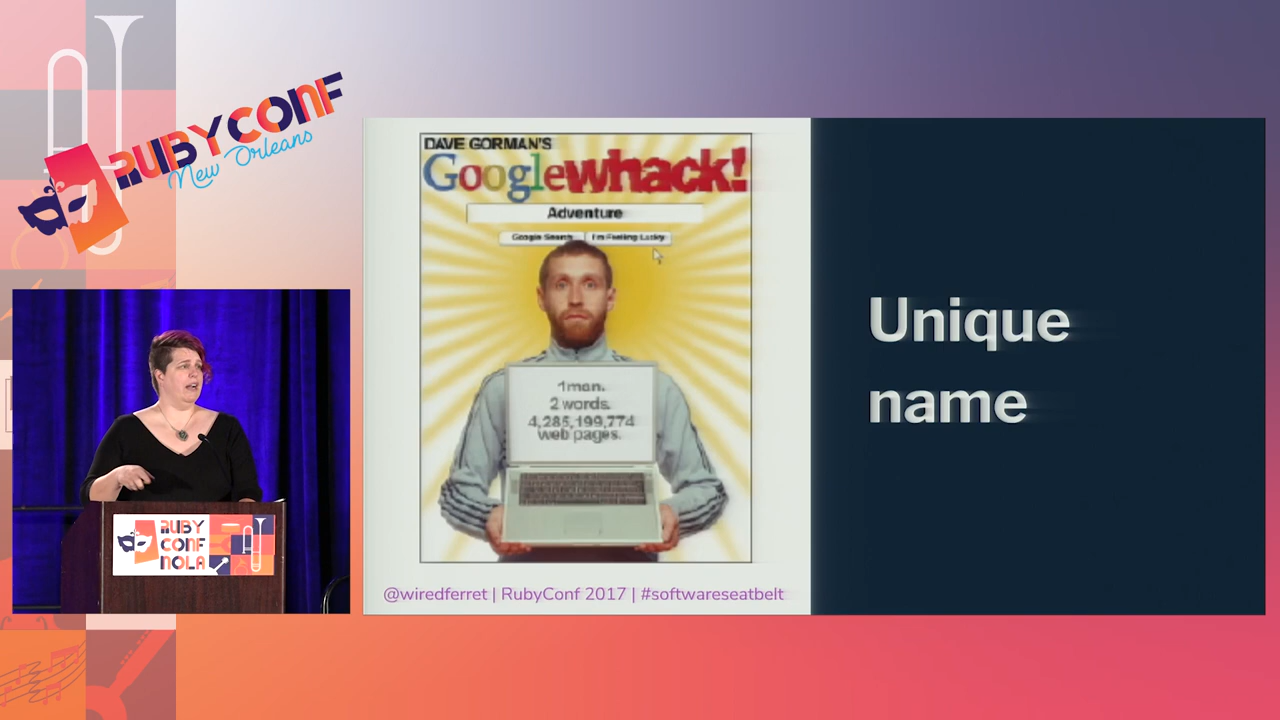 RUBYCONF
New Orleans
RUBY
CONF
NOLA
DAVE GORMAN'S
Googlewhack!
Adventure
Google Search
I'm Feeling Lucky
1 man.
2 words.
4,285,199,774
web pages.
@wiredferret | RubyConf 2017 | #softwareseatbelt
Unique
name